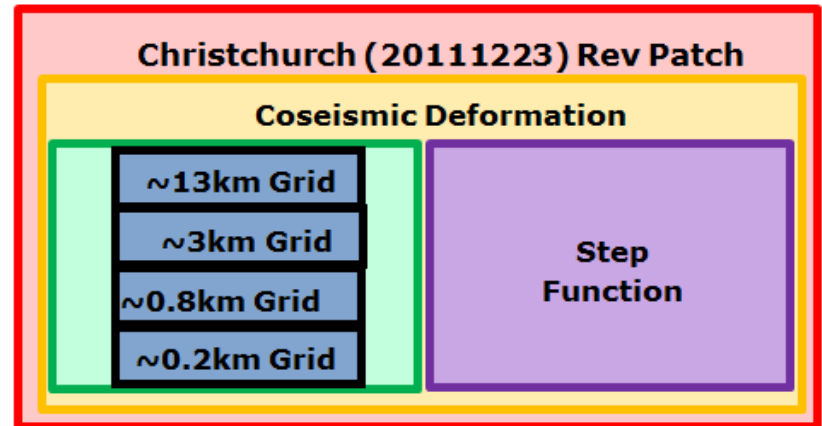 Christchurch (20111223) Rev Patch
Coseismic Deformation
~13km Grid
~3km Grid
~0.8km Grid
~0.2km Grid
Step
Function